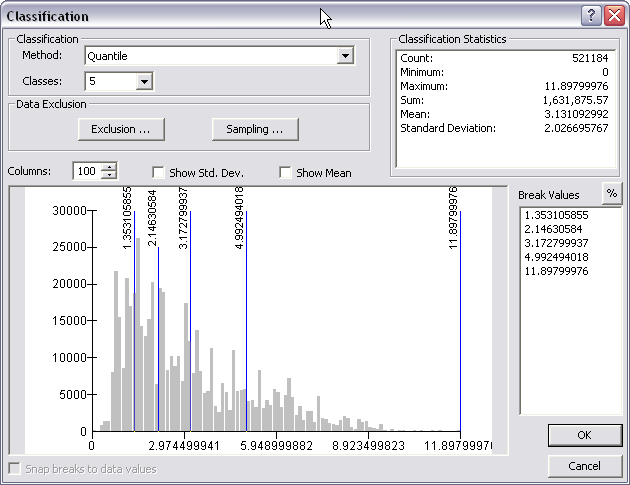 Classification
Classification
Method: Quantile
Classes: 5
Data Exclusion
Exclusion ...
Sampling ...
Classification Statistics
Count: 521184
Minimum: 0
Maximum: 11.89799976
Sum: 1,631,875.57
Mean: 3.131092992
Standard Deviation: 2.026695767
Columns: 100
Show Std. Dev.
Show Mean
Break Values
%
1.353105855
2.14630584
3.172799937
4.992494018
11.89799976
1.353105855
2.14630584
3.172799937
4.992494018
11.89799976
30000
25000
20000
15000
10000
5000
0
0 2.974499941 5.948999882 8.923499823 11.89799976
Snap breaks to data values
OK
Cancel